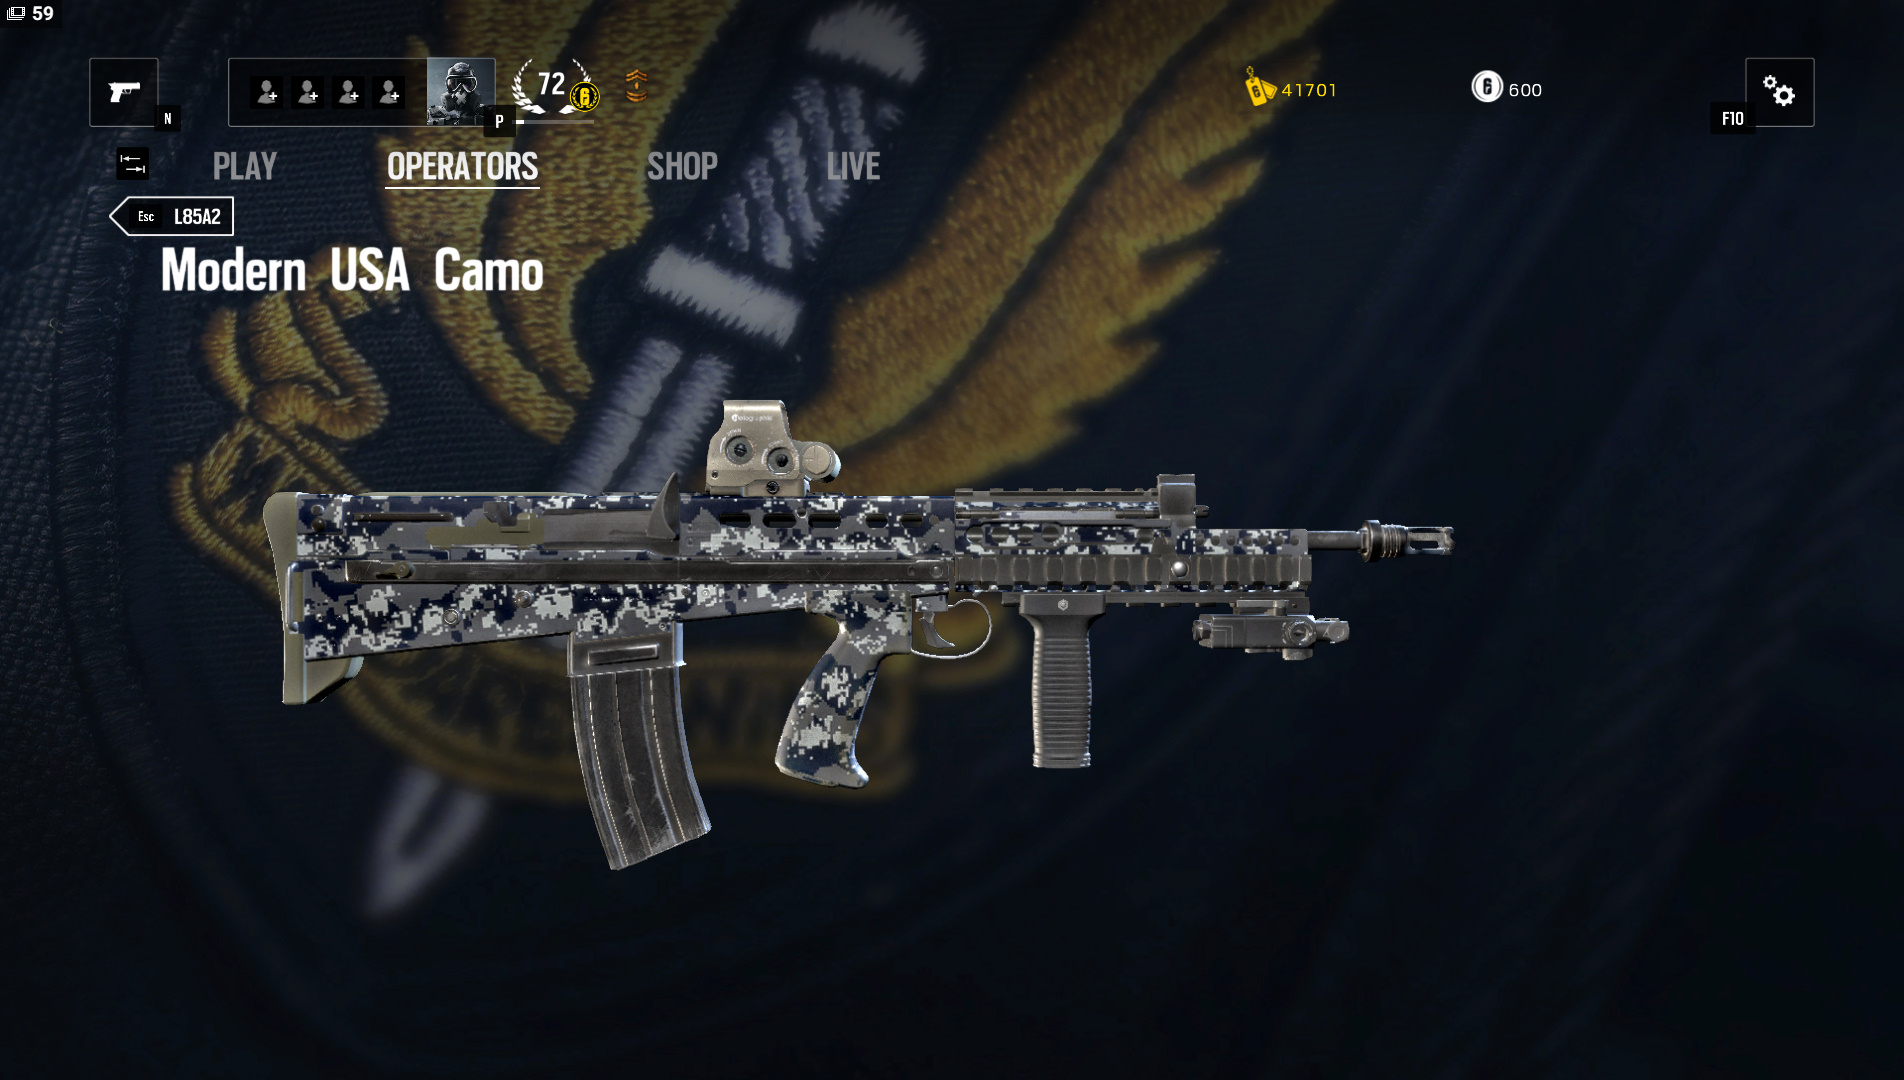 59
N
P
72
41701
600
F10
PLAY
OPERATORS
SHOP
LIVE
Esc
L85A2
Modern USA Camo